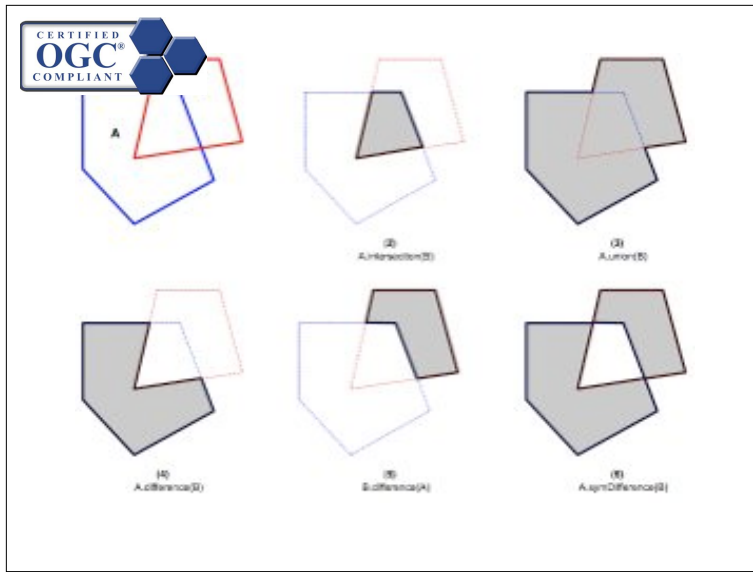 CERTIFIED
OGC®
COMPLIANT
A
(2)
A.intersection(B)
(3)
A.union(B)
(4)
A.difference(B)
(5)
B.difference(A)
(6)
A.symDifference(B)